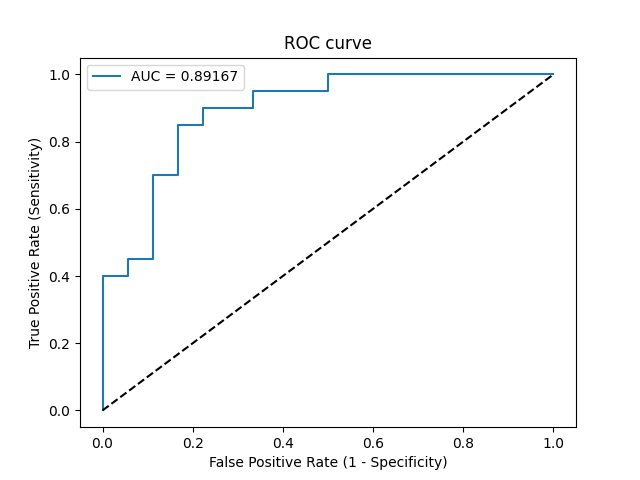 ROC curve
AUC = 0.89167
1.0
0.8
0.6
0.4
0.2
0.0
True Positive Rate (Sensitivity)
0.0 0.2 0.4 0.6 0.8 1.0
False Positive Rate (1 - Specificity)